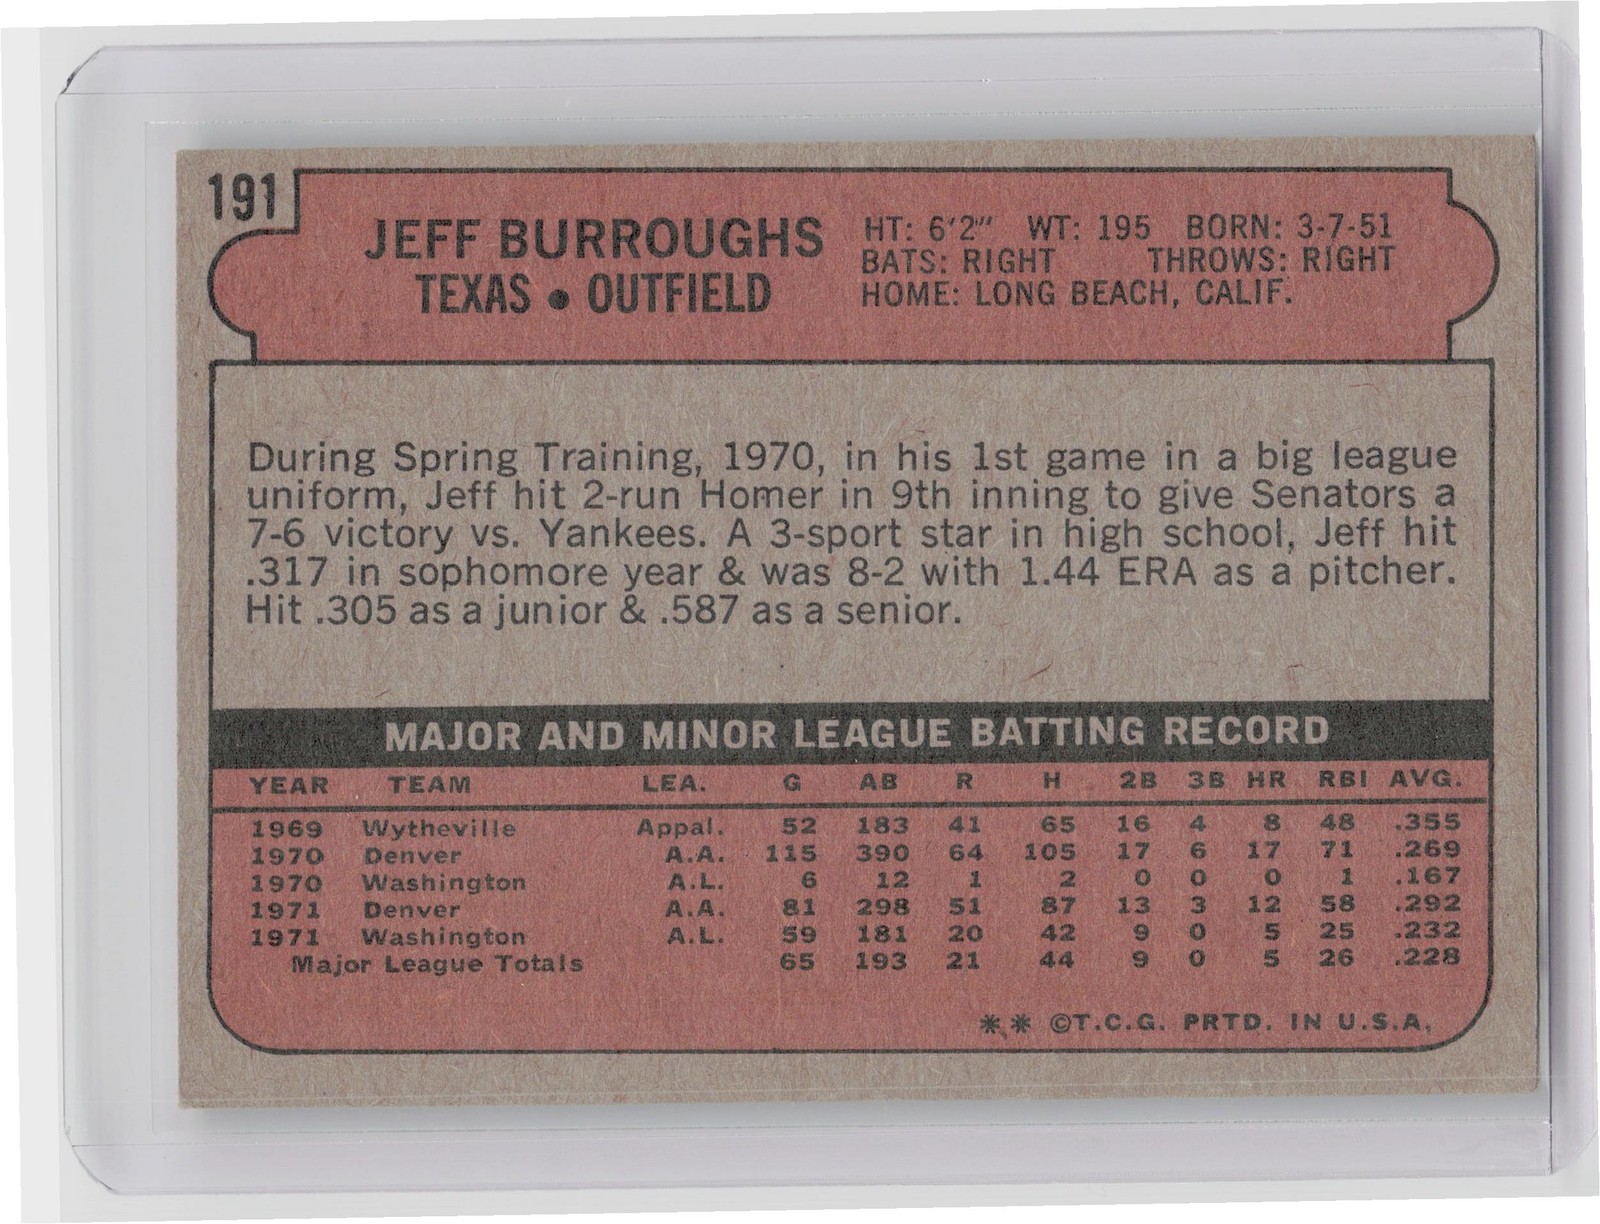 191
JEFF BURROUGHS
TEXAS • OUTFIELD
HT: 6'2" WT: 195 BORN: 3-7-51
BATS: RIGHT THROWS: RIGHT
HOME: LONG BEACH, CALIF.
During Spring Training, 1970, in his 1st game in a big league
uniform, Jeff hit 2-run Homer in 9th inning to give Senators a
7-6 victory vs. Yankees. A 3-sport star in high school, Jeff hit
.317 in sophomore year & was 8-2 with 1.44 ERA as a pitcher.
Hit .305 as a junior & .587 as a senior.
MAJOR AND MINOR LEAGUE BATTING RECORD
YEAR TEAM LEA. G AB R H 2B 3B HR RBI AVG.
1969 Wytheville Appal. 52 183 41 65 16 4 8 48 .355
1970 Denver A.A. 115 390 64 105 17 6 17 71 .269
1970 Washington A.L. 6 12 1 2 0 0 0 1 .167
1971 Denver A.A. 81 298 51 87 13 3 12 58 .292
1971 Washington A.L. 59 181 20 42 9 0 5 25 .232
Major League Totals 65 193 21 44 9 0 5 26 .228
** ©T.C.G. PRTD. IN U.S.A.